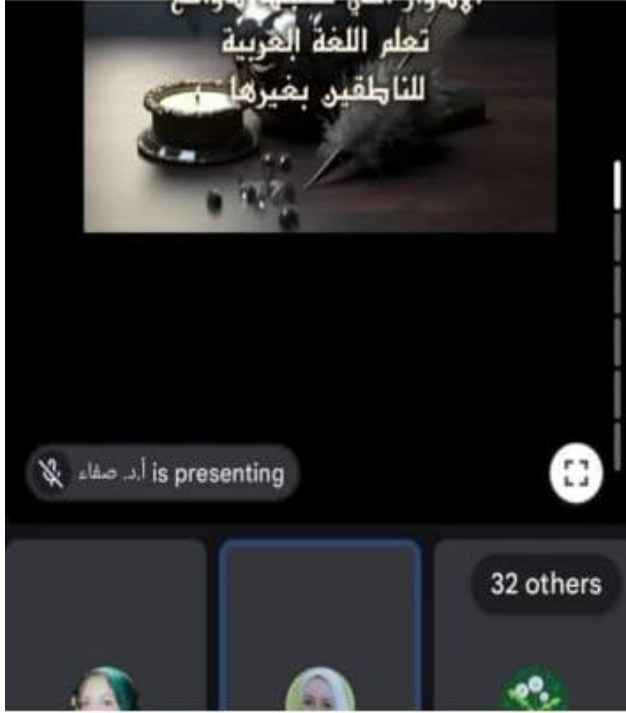 تعلم اللغة العربية
للناطقين بغيرها
أ.د. صفاء is presenting
32 others